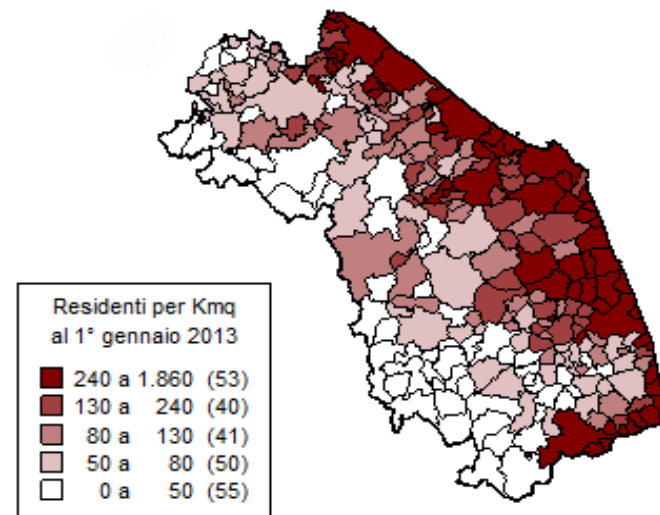 Residenti per Kmq
al 1° gennaio 2013
240 a 1.860 (53)
130 a 240 (40)
80 a 130 (41)
50 a 80 (50)
0 a 50 (55)